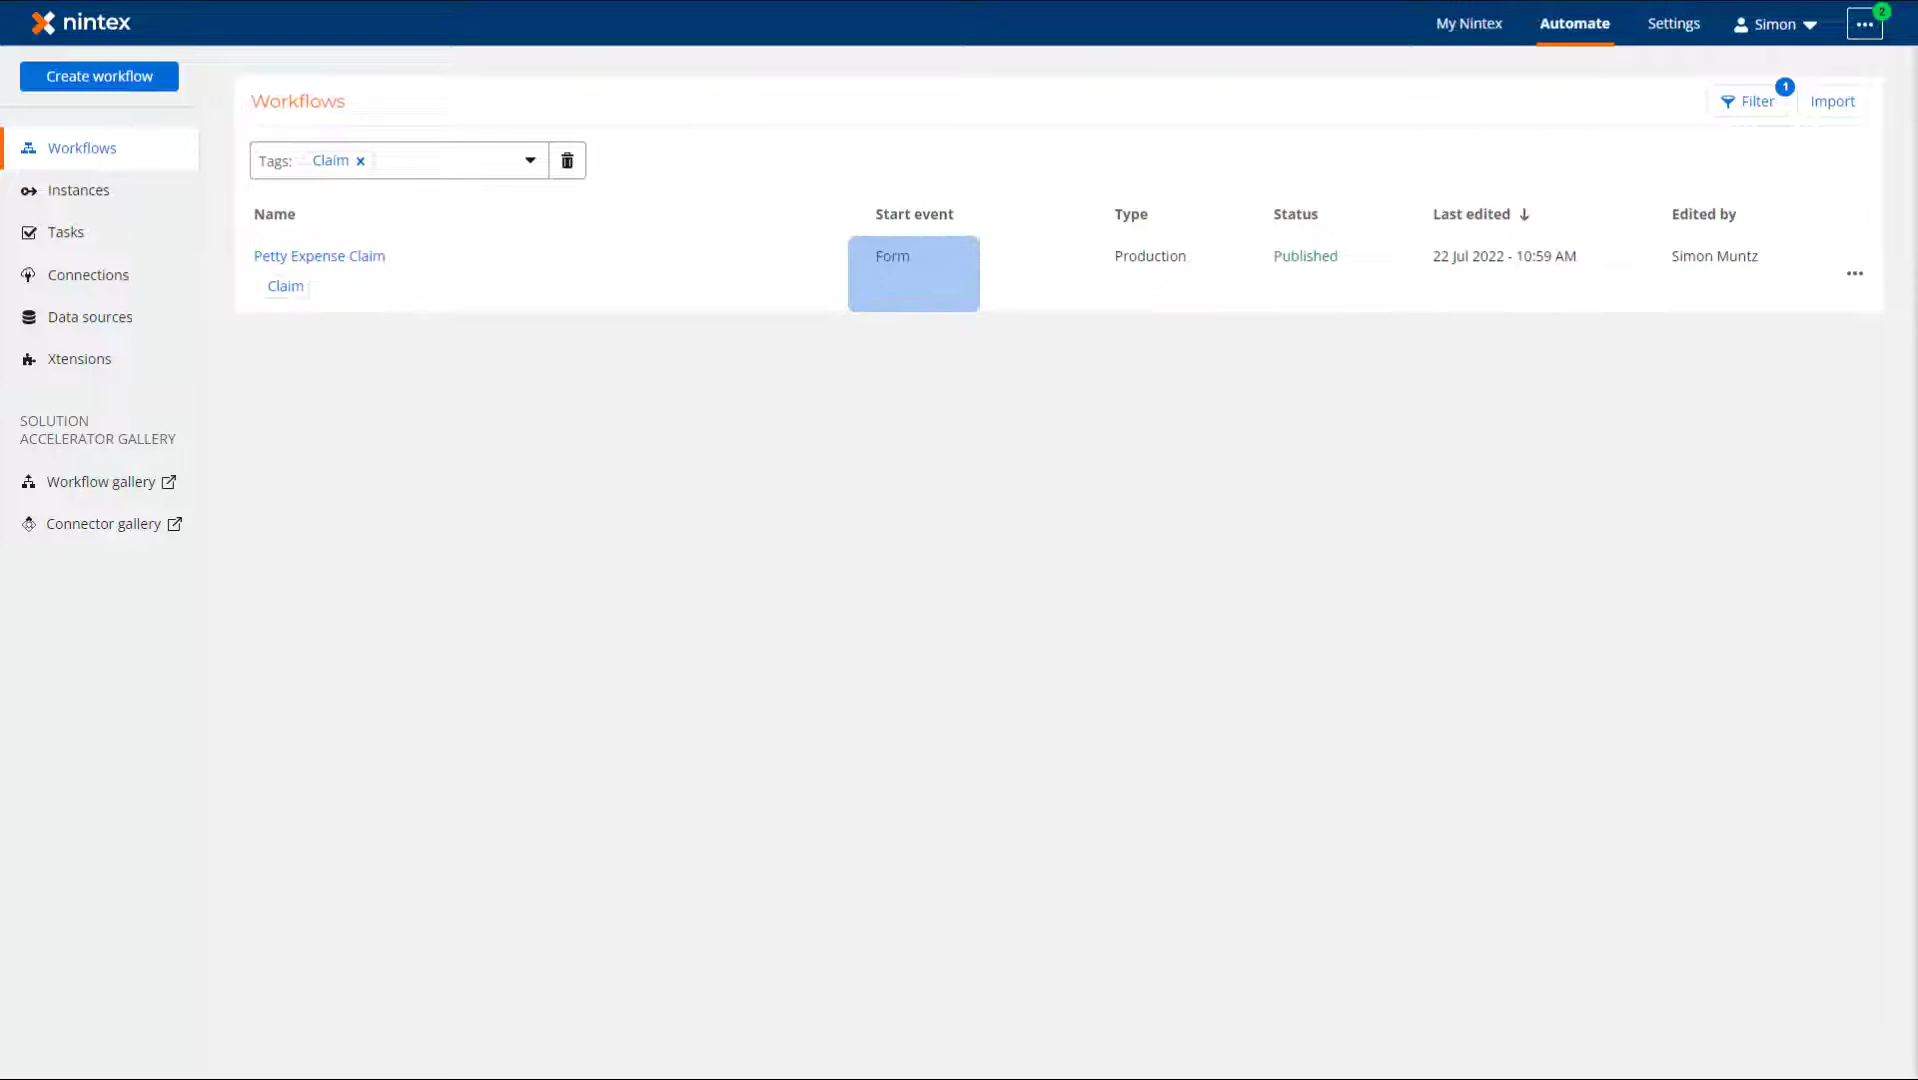 nintex
My Nintex
Automate
Settings
Simon
2
Create workflow
Workflows
Instances
Tasks
Connections
Data sources
Xtensions
SOLUTION
ACCELERATOR GALLERY
Workflow gallery
Connector gallery
Workflows
Filter
1
Import
Tags: Claim
Name Start event Type Status Last edited Edited by
Petty Expense Claim Form Production Published 22 Jul 2022 - 10:59 AM Simon Muntz
Claim